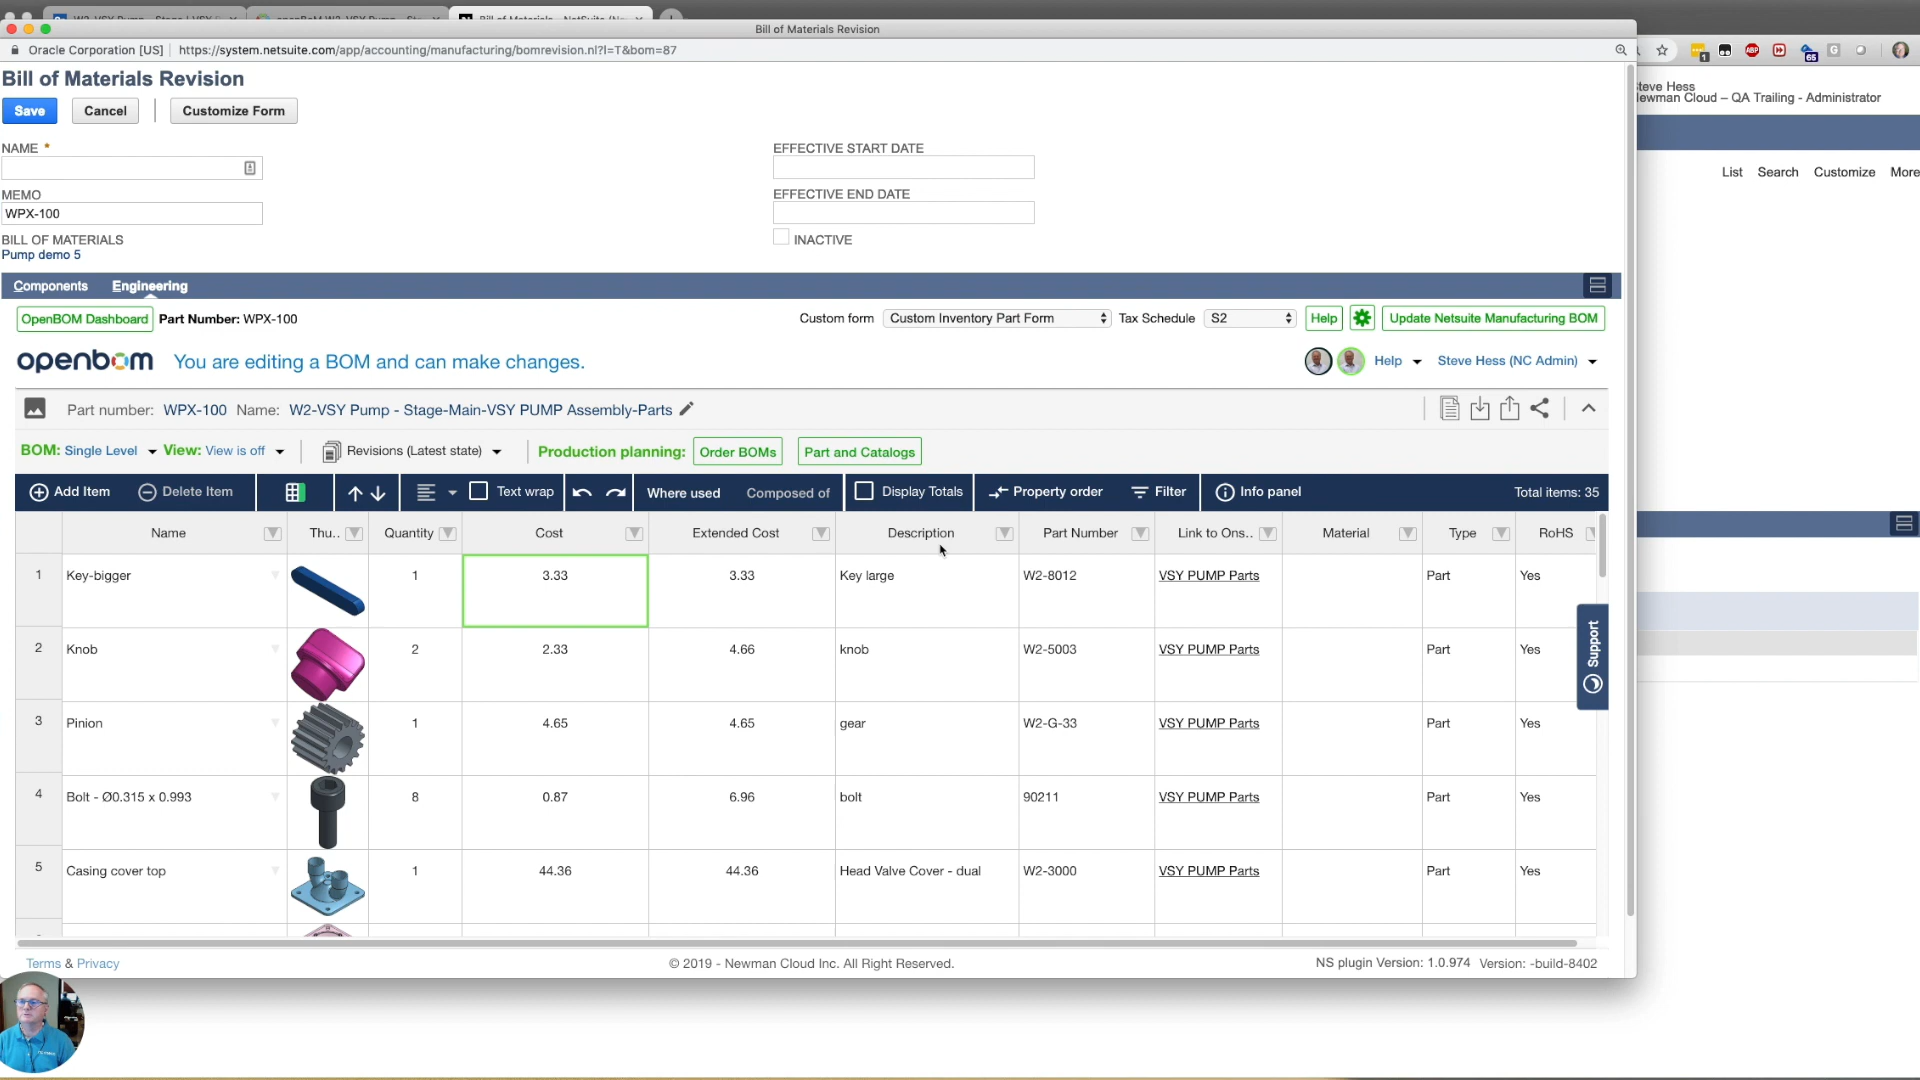 Bill of Materials - NetSuite (Ne
Bill of Materials Revision
Oracle Corporation [US] | https://system.netsuite.com/app/accounting/manufacturing/bomrevision.nl?l=T&bom=87
1
ABP
65
G
Bill of Materials Revision
Steve Hess
Newman Cloud – QA Trailing - Administrator
Save Cancel Customize Form
NAME *
EFFECTIVE START DATE
List Search Customize More
MEMO
EFFECTIVE END DATE
WPX-100
BILL OF MATERIALS
INACTIVE
Pump demo 5
Components Engineering
OpenBOM Dashboard Part Number: WPX-100 Custom form Custom Inventory Part Form Tax Schedule S2 Help Update Netsuite Manufacturing BOM
openbom You are editing a BOM and can make changes. Help Steve Hess (NC Admin)
Part number: WPX-100 Name: W2-VSY Pump - Stage-Main-VSY PUMP Assembly-Parts
BOM: Single Level View: View is off Revisions (Latest state) Production planning: Order BOMs Part and Catalogs
Add Item Delete Item Text wrap Where used Composed of Display Totals Property order Filter Info panel Total items: 35
Name Thu.. Quantity Cost Extended Cost Description Part Number Link to Ons.. Material Type RoHS
1 Key-bigger 1 3.33 3.33 Key large W2-8012 VSY PUMP Parts Part Yes
2 Knob 2 2.33 4.66 knob W2-5003 VSY PUMP Parts Part Yes
3 Pinion 1 4.65 4.65 gear W2-G-33 VSY PUMP Parts Part Yes
4 Bolt - Ø0.315 x 0.993 8 0.87 6.96 bolt 90211 VSY PUMP Parts Part Yes
5 Casing cover top 1 44.36 44.36 Head Valve Cover - dual W2-3000 VSY PUMP Parts Part Yes
Support
Terms & Privacy © 2019 - Newman Cloud Inc. All Right Reserved. NS plugin Version: 1.0.974 Version: -build-8402